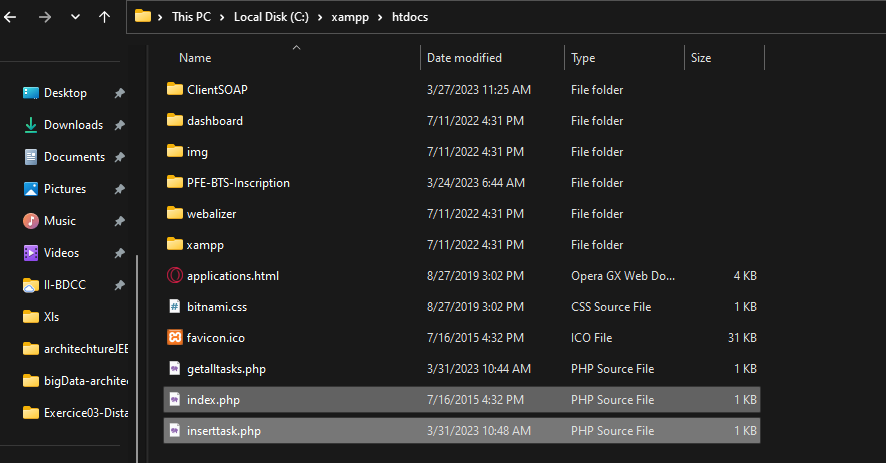 This PC > Local Disk (C:) > xampp > htdocs
Name Date modified Type Size
Desktop
Downloads
Documents
Pictures
Music
Videos
II-BDCC
Xls
architechtureJEE
bigData-archited
Exercice03-Dista
ClientSOAP 3/27/2023 11:25 AM File folder
dashboard 7/11/2022 4:31 PM File folder
img 7/11/2022 4:31 PM File folder
PFE-BTS-Inscription 3/24/2023 6:44 AM File folder
webalizer 7/11/2022 4:31 PM File folder
xampp 7/11/2022 4:31 PM File folder
applications.html 8/27/2019 3:02 PM Opera GX Web Do... 4 KB
bitnami.css 8/27/2019 3:02 PM CSS Source File 1 KB
favicon.ico 7/16/2015 4:32 PM ICO File 31 KB
getalltasks.php 3/31/2023 10:44 AM PHP Source File 1 KB
index.php 7/16/2015 4:32 PM PHP Source File 1 KB
inserttask.php 3/31/2023 10:48 AM PHP Source File 1 KB